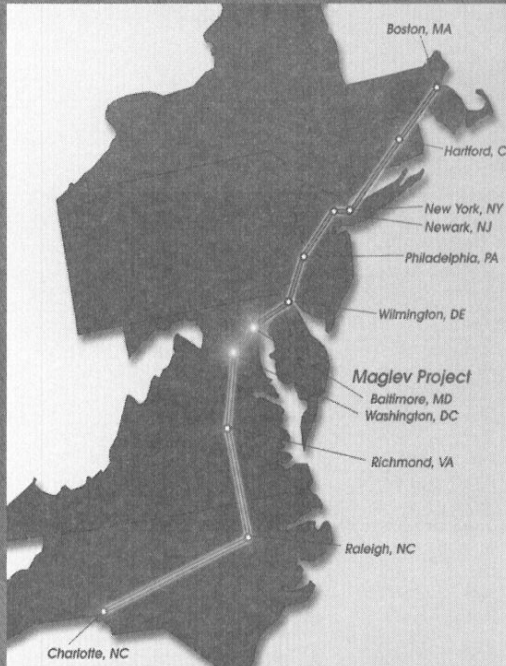 Boston, MA
Hartford, C
New York, NY
Newark, NJ
Philadelphia, PA
Wilmington, DE
Maglev Project
Baltimore, MD
Washington, DC
Richmond, VA
Raleigh, NC
Charlotte, NC